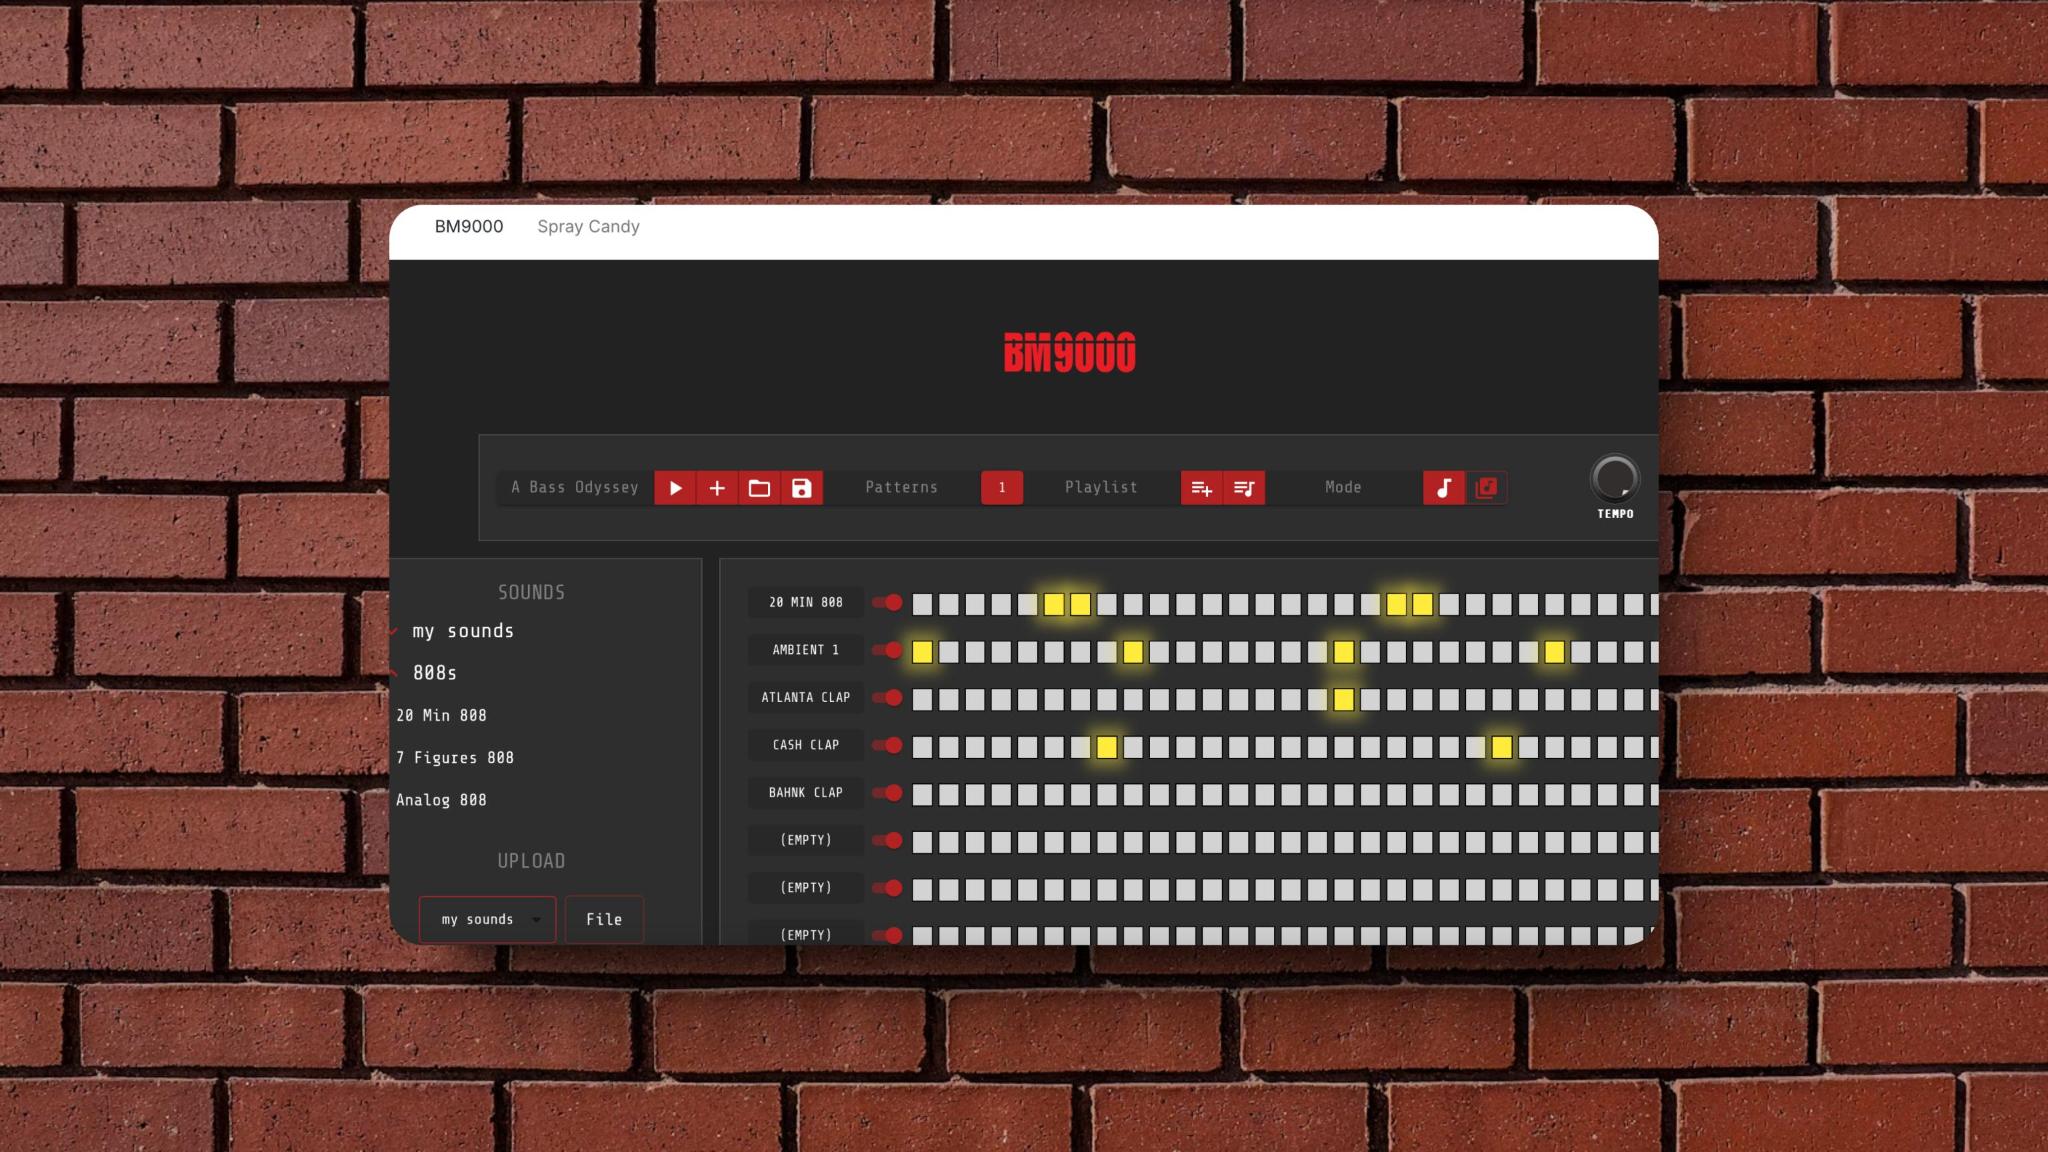 BM9000 Spray Candy
BM9000
A Bass Odyssey Patterns 1 Playlist Mode
TEMPO
SOUNDS
my sounds
808s
20 Min 808
7 Figures 808
Analog 808
UPLOAD
my sounds File
20 MIN 808
AMBIENT 1
ATLANTA CLAP
CASH CLAP
BAHNK CLAP
(EMPTY)
(EMPTY)
(EMPTY)